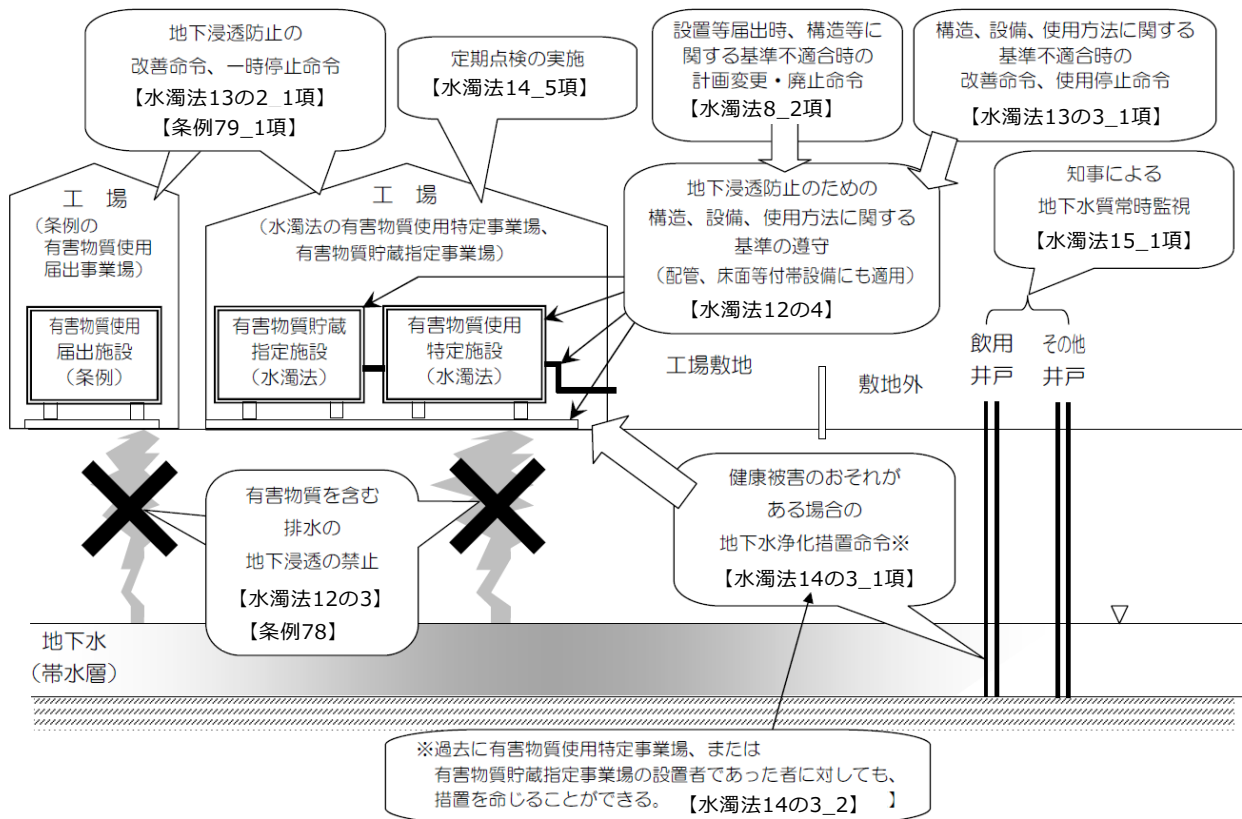 地下浸透防止の
改善命令、一時停止命令
【水濁法13の2_1項】
【条例79_1項】
定期点検の実施
【水濁法14_5項】
設置等届出時、構造等に
関する基準不適合時の
計画変更・廃止命令
【水濁法8_2項】
構造、設備、使用方法に関する
基準不適合時の
改善命令、使用停止命令
【水濁法13の3_1項】
工　場
(条例の
有害物質使用
届出事業場)
工　場
(水濁法の有害物質使用特定事業場、
有害物質貯蔵指定事業場)
地下浸透防止のための
構造、設備、使用方法に関する
基準の遵守
(配管、床面等付帯設備にも適用)
【水濁法12の4】
知事による
地下水質常時監視
【水濁法15_1項】
有害物質使用
届出施設
(条例)
有害物質貯蔵
指定施設
(水濁法)
有害物質使用
特定施設
(水濁法)
工場敷地
敷地外
飲用
井戸
その他
井戸
有害物質を含む
排水の
地下浸透の禁止
【水濁法12の3】
【条例78】
健康被害のおそれが
ある場合の
地下水浄化措置命令※
【水濁法14の3_1項】
▽
地下水
(帯水層)
※過去に有害物質使用特定事業場、または
有害物質貯蔵指定事業場の設置者であった者に対しても、
措置を命じることができる。 【水濁法14の3_2】 】